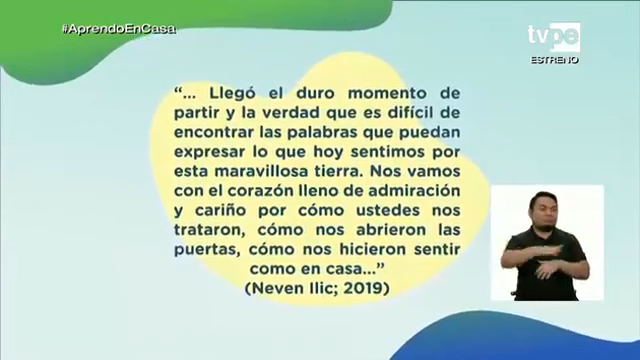 #AprendoEnCasa
tvpe
ESTRENO
“... Llegó el duro momento de
partir y la verdad que es difícil de
encontrar las palabras que puedan
expresar lo que hoy sentimos por
esta maravillosa tierra. Nos vamos
con el corazón lleno de admiración
y cariño por cómo ustedes nos
trataron, cómo nos abrieron las
puertas, cómo nos hicieron sentir
como en casa...”
(Neven Ilic; 2019)